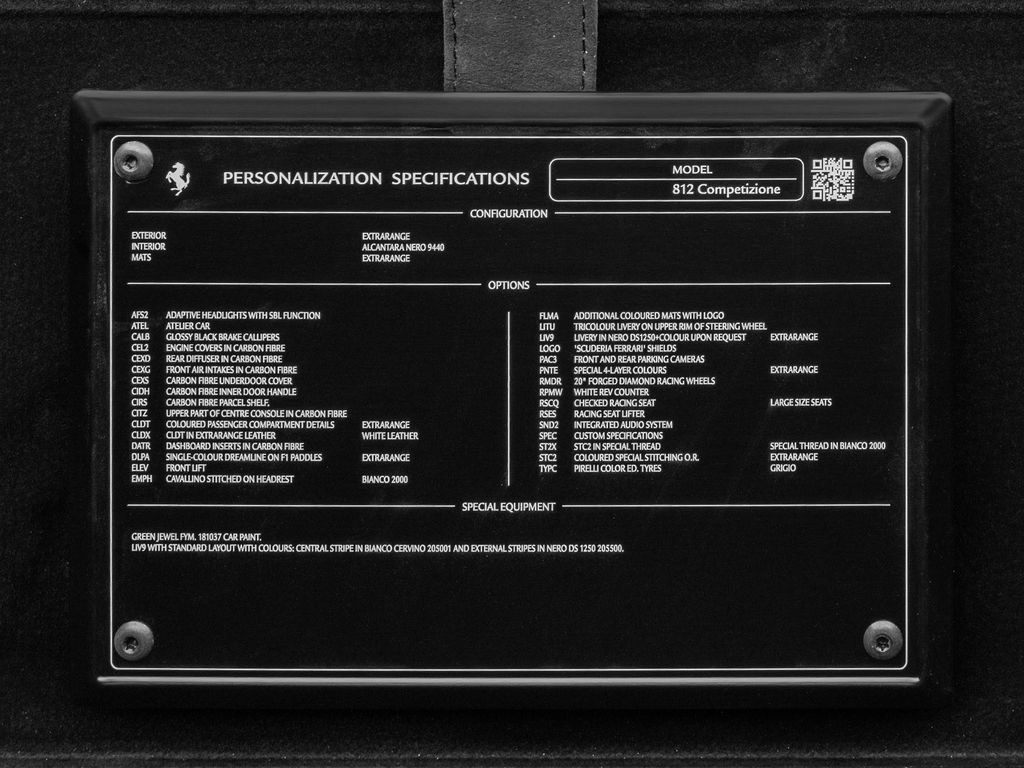 PERSONALIZATION SPECIFICATIONS
MODEL
812 Competizione
CONFIGURATION
EXTERIOR EXTRARANGE
INTERIOR ALCANTARA NERO 9440
MATS EXTRARANGE
OPTIONS
AFS2 ADAPTIVE HEADLIGHTS WITH SBL FUNCTION
ATEL ATELIER CAR
CALB GLOSSY BLACK BRAKE CALLIPERS
CEL2 ENGINE COVERS IN CARBON FIBRE
CEXD REAR DIFFUSER IN CARBON FIBRE
CEXG FRONT AIR INTAKES IN CARBON FIBRE
CEXS CARBON FIBRE UNDERDOOR COVER
CIDH CARBON FIBRE INNER DOOR HANDLE
CIRS CARBON FIBRE PARCEL SHELF.
CITZ UPPER PART OF CENTRE CONSOLE IN CARBON FIBRE
CLDT COLOURED PASSENGER COMPARTMENT DETAILS EXTRARANGE
CLDX CLDT IN EXTRARANGE LEATHER WHITE LEATHER
DATR DASHBOARD INSERTS IN CARBON FIBRE
DLPA SINGLE-COLOUR DREAMLINE ON F1 PADDLES EXTRARANGE
ELEV FRONT LIFT
EMPH CAVALLINO STITCHED ON HEADREST BIANCO 2000
FLMA ADDITIONAL COLOURED MATS WITH LOGO
LITU TRICOLOUR LIVERY ON UPPER RIM OF STEERING WHEEL
LIV9 LIVERY IN NERO DS1250+COLOUR UPON REQUEST EXTRARANGE
LOGO 'SCUDERIA FERRARI' SHIELDS
PAC3 FRONT AND REAR PARKING CAMERAS
PNTE SPECIAL 4-LAYER COLOURS EXTRARANGE
RMDR 20" FORGED DIAMOND RACING WHEELS
RPMW WHITE REV COUNTER
RSCQ CHECKED RACING SEAT LARGE SIZE SEATS
RSES RACING SEAT LIFTER
SND2 INTEGRATED AUDIO SYSTEM
SPEC CUSTOM SPECIFICATIONS
ST2X STC2 IN SPECIAL THREAD SPECIAL THREAD IN BIANCO 2000
STC2 COLOURED SPECIAL STITCHING O.R. EXTRARANGE
TYPC PIRELLI COLOR ED. TYRES GRIGIO
SPECIAL EQUIPMENT
GREEN JEWEL FYM. 181037 CAR PAINT.
LIV9 WITH STANDARD LAYOUT WITH COLOURS: CENTRAL STRIPE IN BIANCO CERVINO 205001 AND EXTERNAL STRIPES IN NERO DS 1250 205500.